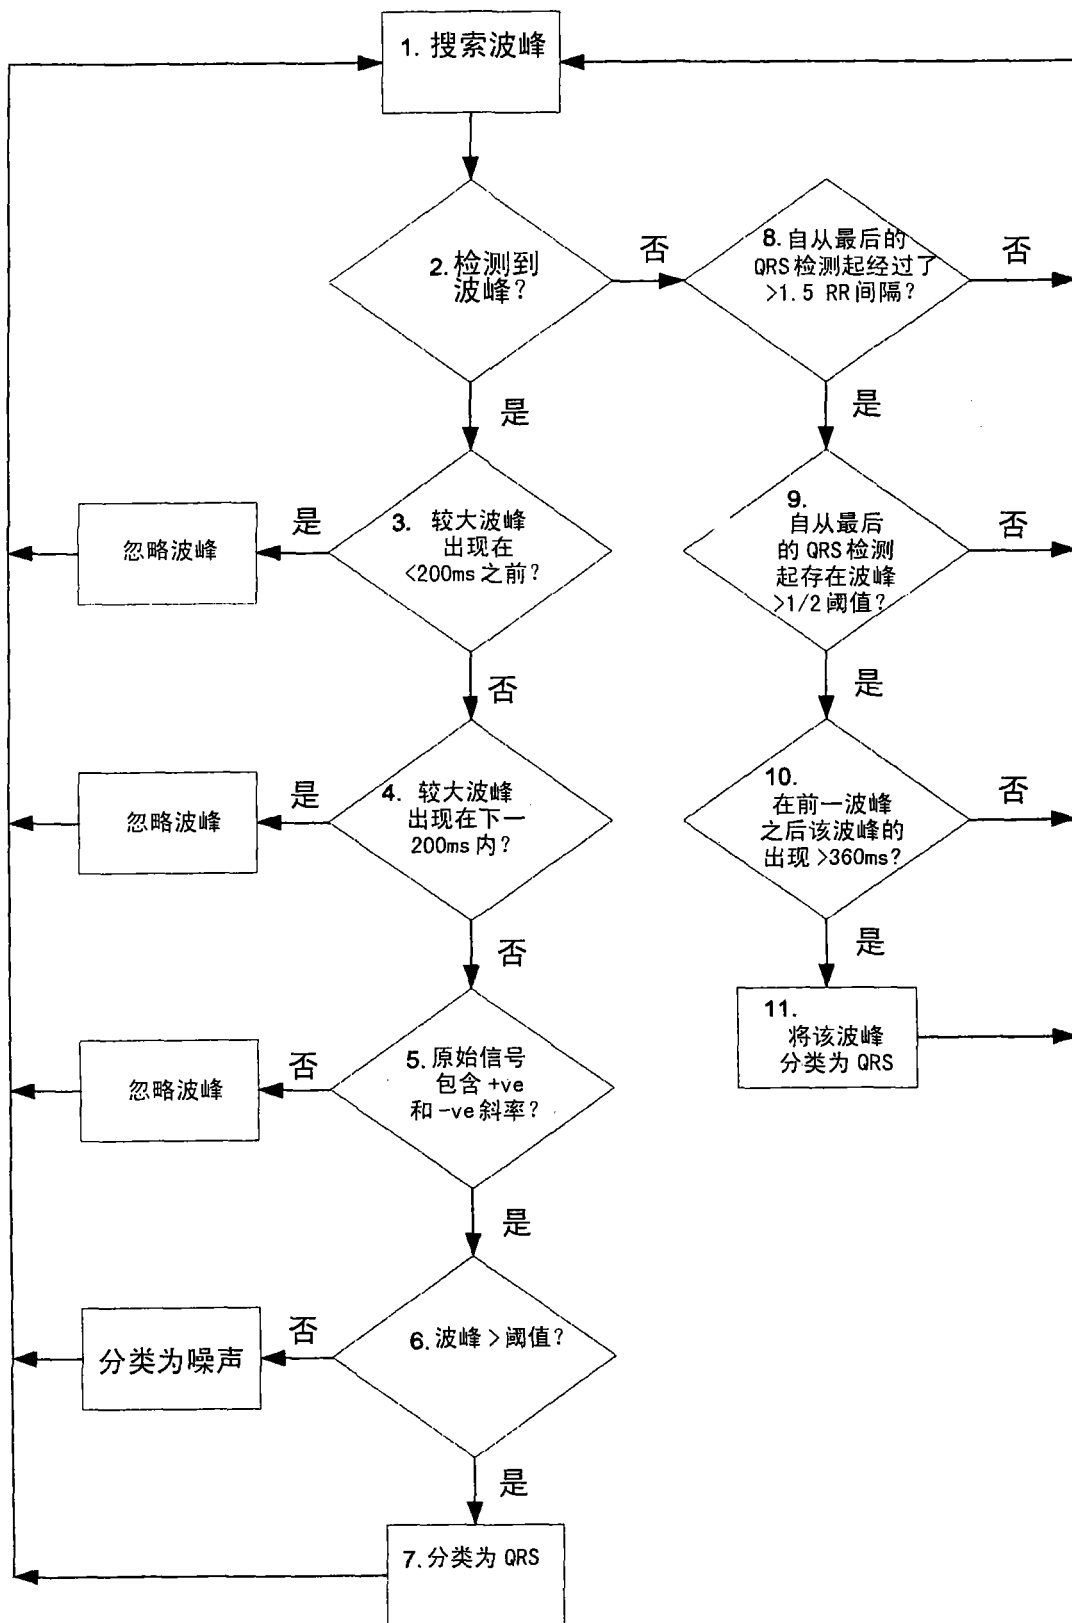 1. 搜索波峰
2. 检测到
波峰?
否
8. 自从最后的
QRS 检测起经过了
>1.5 RR 间隔?
否
是
是
3. 较大波峰
出现在
<200ms 之前?
是
忽略波峰
9.
自从最后
的 QRS 检测
起存在波峰
>1/2 阈值?
否
否
是
4. 较大波峰
出现在下一
200ms 内?
是
忽略波峰
10.
在前一波峰
之后该波峰的
出现 >360ms?
否
否
是
5. 原始信号
包含 +ve
和 -ve 斜率?
否
忽略波峰
11.
将该波峰
分类为 QRS
是
6. 波峰 > 阈值?
否
分类为噪声
是
7. 分类为 QRS